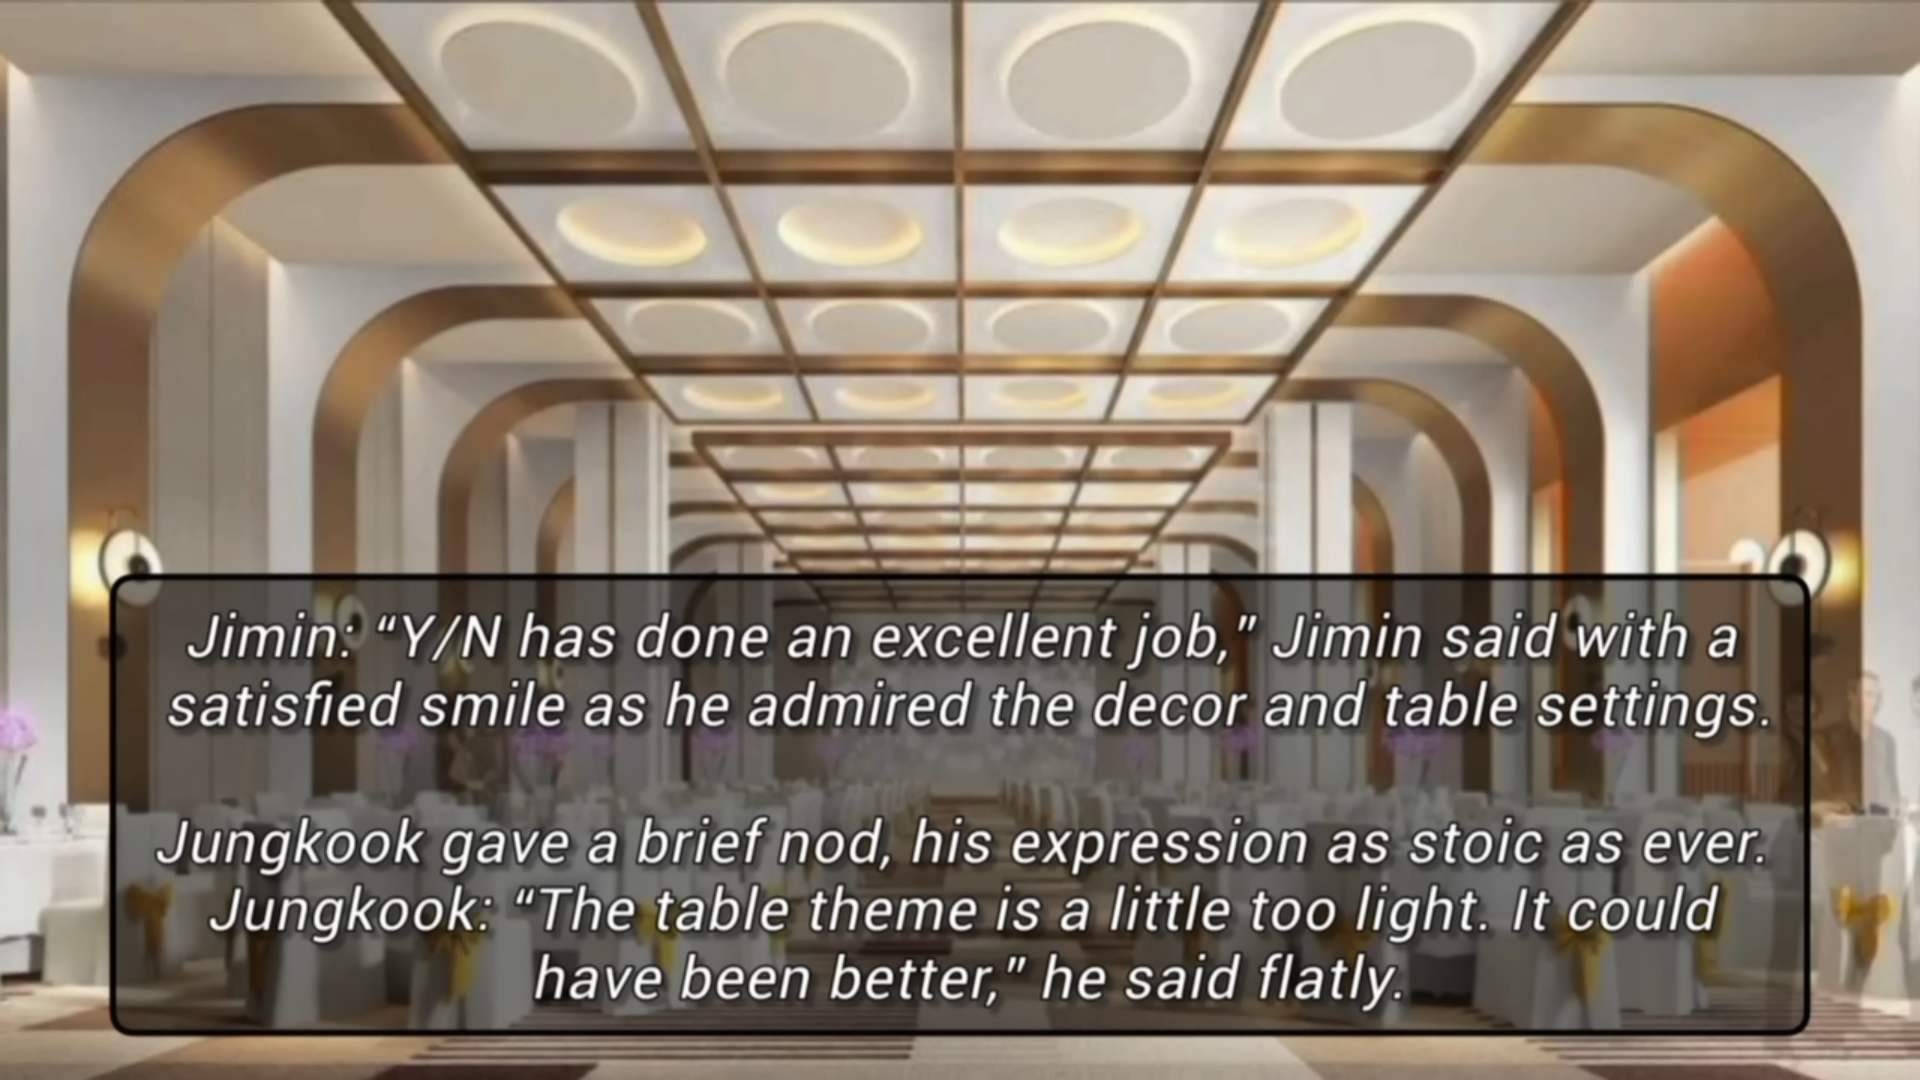 Jimin: “Y/N has done an excellent job,” Jimin said with a
satisfied smile as he admired the decor and table settings.
Jungkook gave a brief nod, his expression as stoic as ever.
Jungkook: “The table theme is a little too light. It could
have been better,” he said flatly.